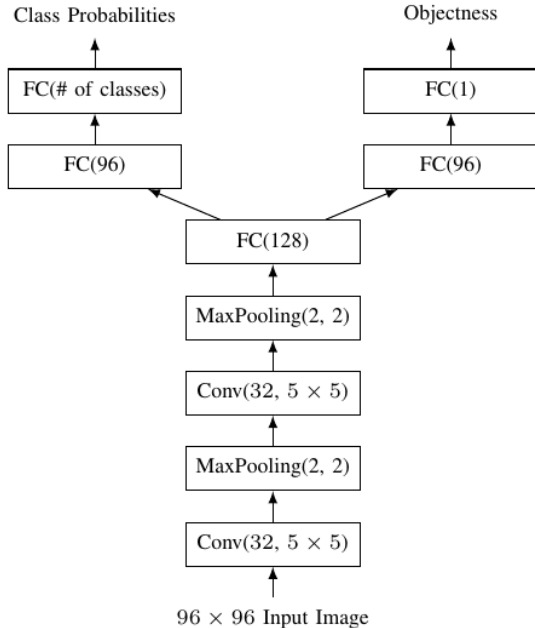 Class Probabilities
Objectness
FC(# of classes)
FC(1)
FC(96)
FC(96)
FC(128)
MaxPooling(2, 2)
Conv(32, 5 × 5)
MaxPooling(2, 2)
Conv(32, 5 × 5)
96 × 96 Input Image